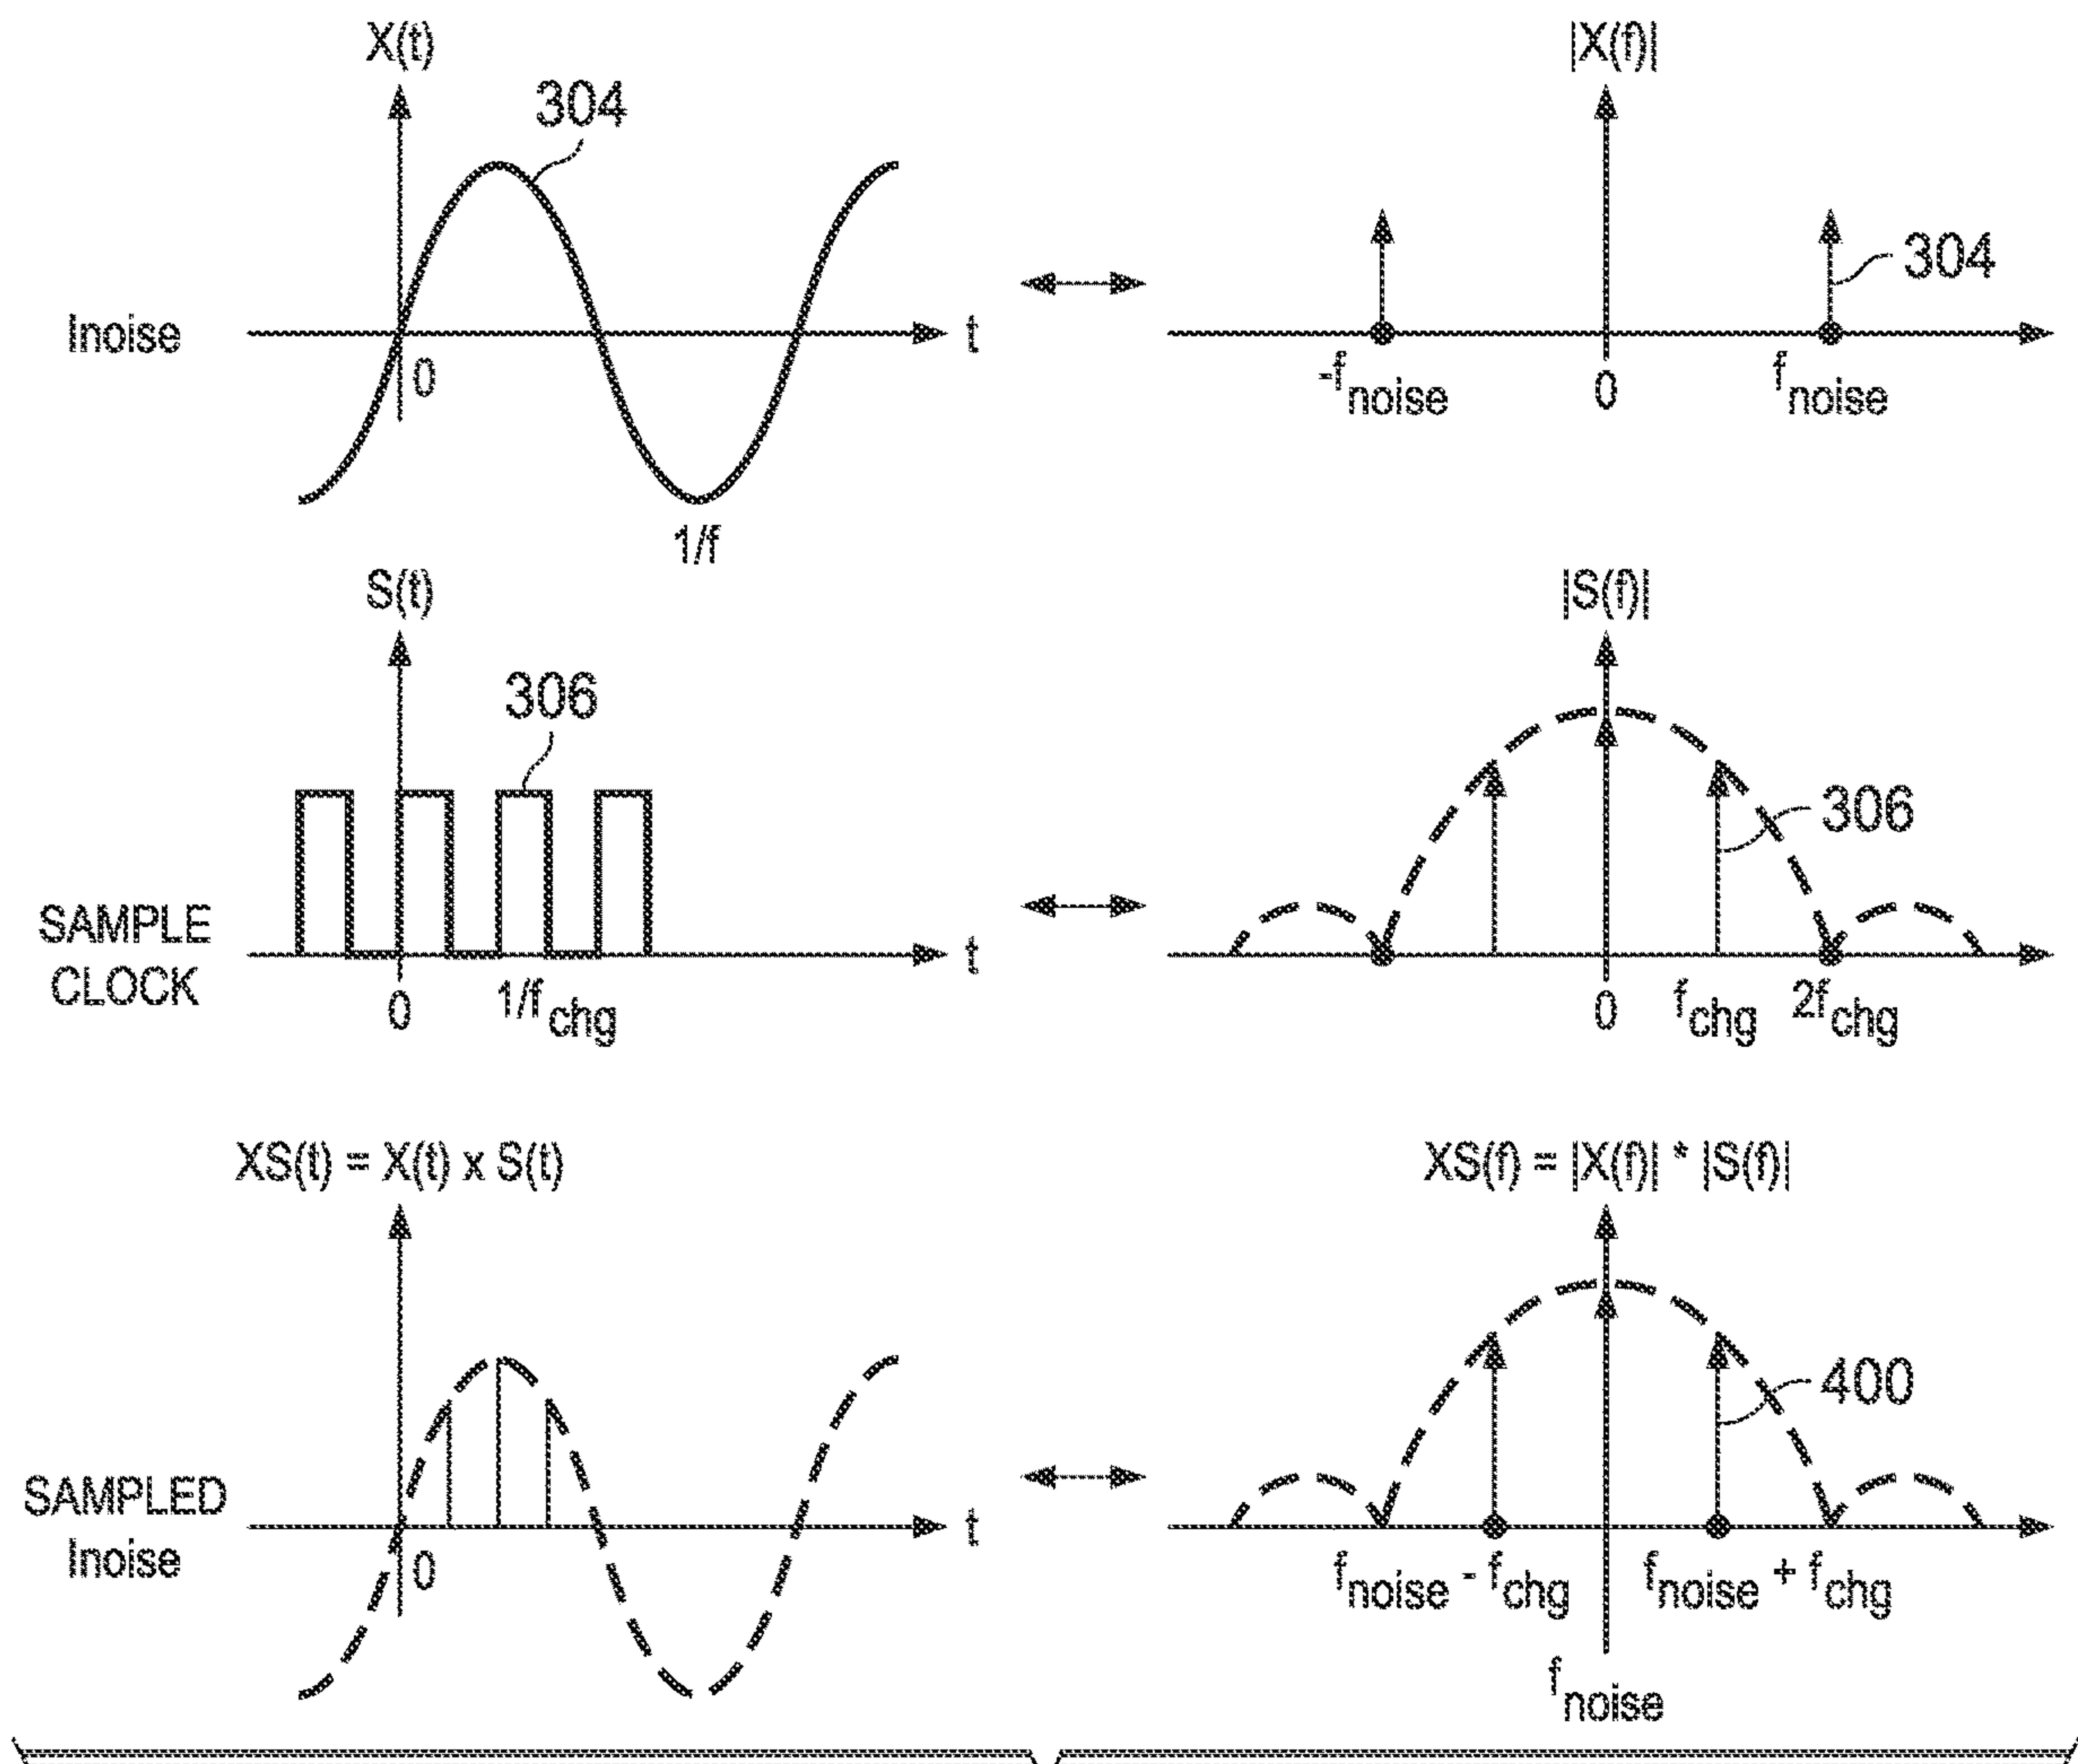 X(t)
304
Inoise
0
t
1/f
|X(f)|
304
-fnoise
0
fnoise
S(t)
306
SAMPLE
CLOCK
0
1/fchg
t
|S(f)|
306
0
fchg
2fchg
XS(t) = X(t) x S(t)
SAMPLED
Inoise
0
t
XS(f) = |X(f)| * |S(f)|
400
fnoise - fchg
fnoise + fchg
fnoise